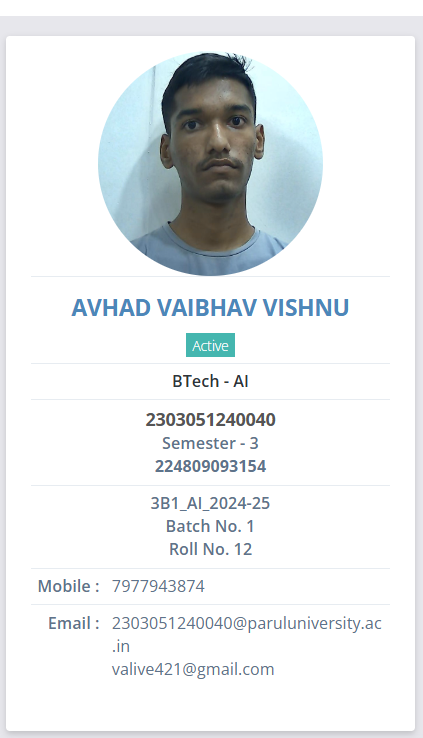 AVHAD VAIBHAV VISHNU
Active
BTech - AI
2303051240040
Semester - 3
224809093154
3B1_AI_2024-25
Batch No. 1
Roll No. 12
Mobile : 7977943874
Email : 2303051240040@paruluniversity.ac
.in
valive421@gmail.com